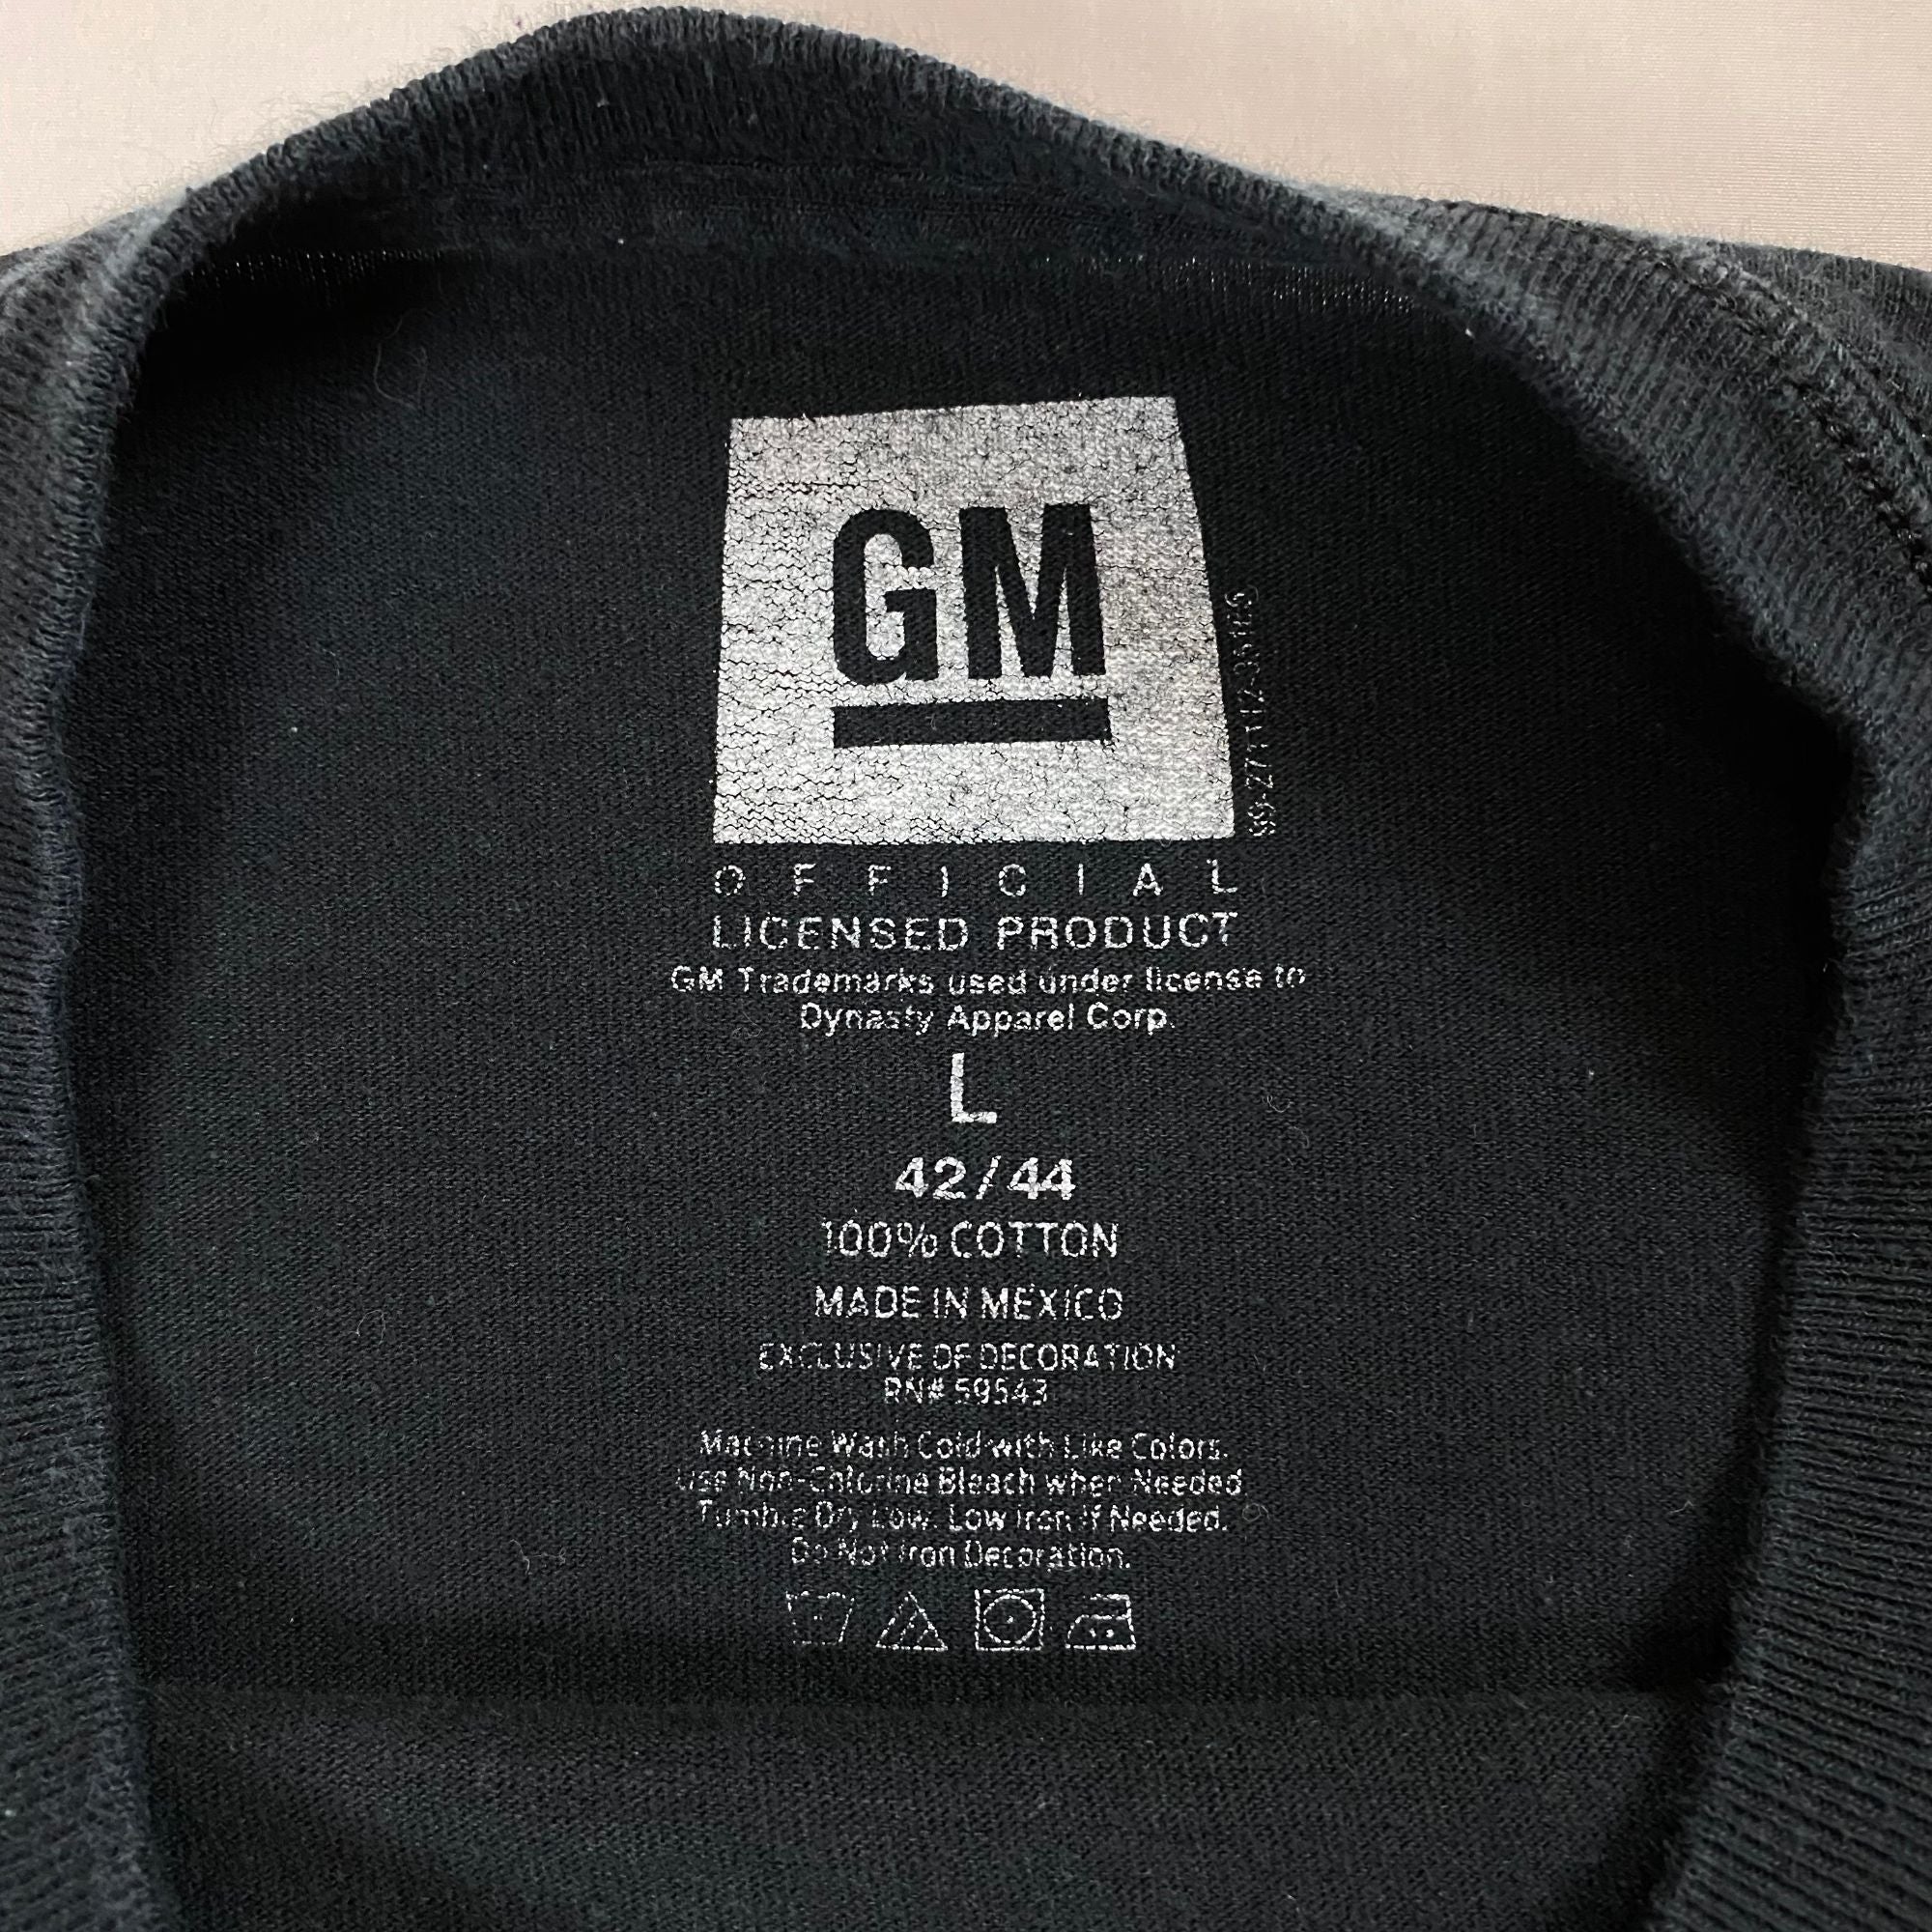 GM
OFFICIAL
LICENSED PRODUCT
GM Trademarks used under license to
Dynasty Apparel Corp.
L
42/44
100% COTTON
MADE IN MEXICO
EXCLUSIVE OF DECORATION
RN# 59543
Machine Wash Cold with Like Colors.
Use Non-Chlorine Bleach when Needed.
Tumble Dry Low. Low Iron if Needed.
Do Not Iron Decoration.